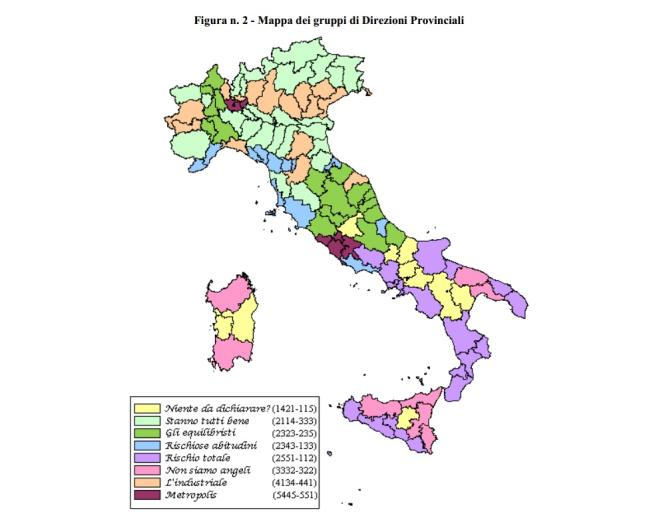 Figura n. 2 - Mappa dei gruppi di Direzioni Provinciali
Niente da dichiarare? (1421-115)
Stanno tutti bene (2114-333)
Gli equilibristi (2323-235)
Rischiose abitudini (2343-133)
Rischio totale (2551-112)
Non siamo angeli (3332-322)
L'industriale (4134-441)
Metropolis (5445-551)